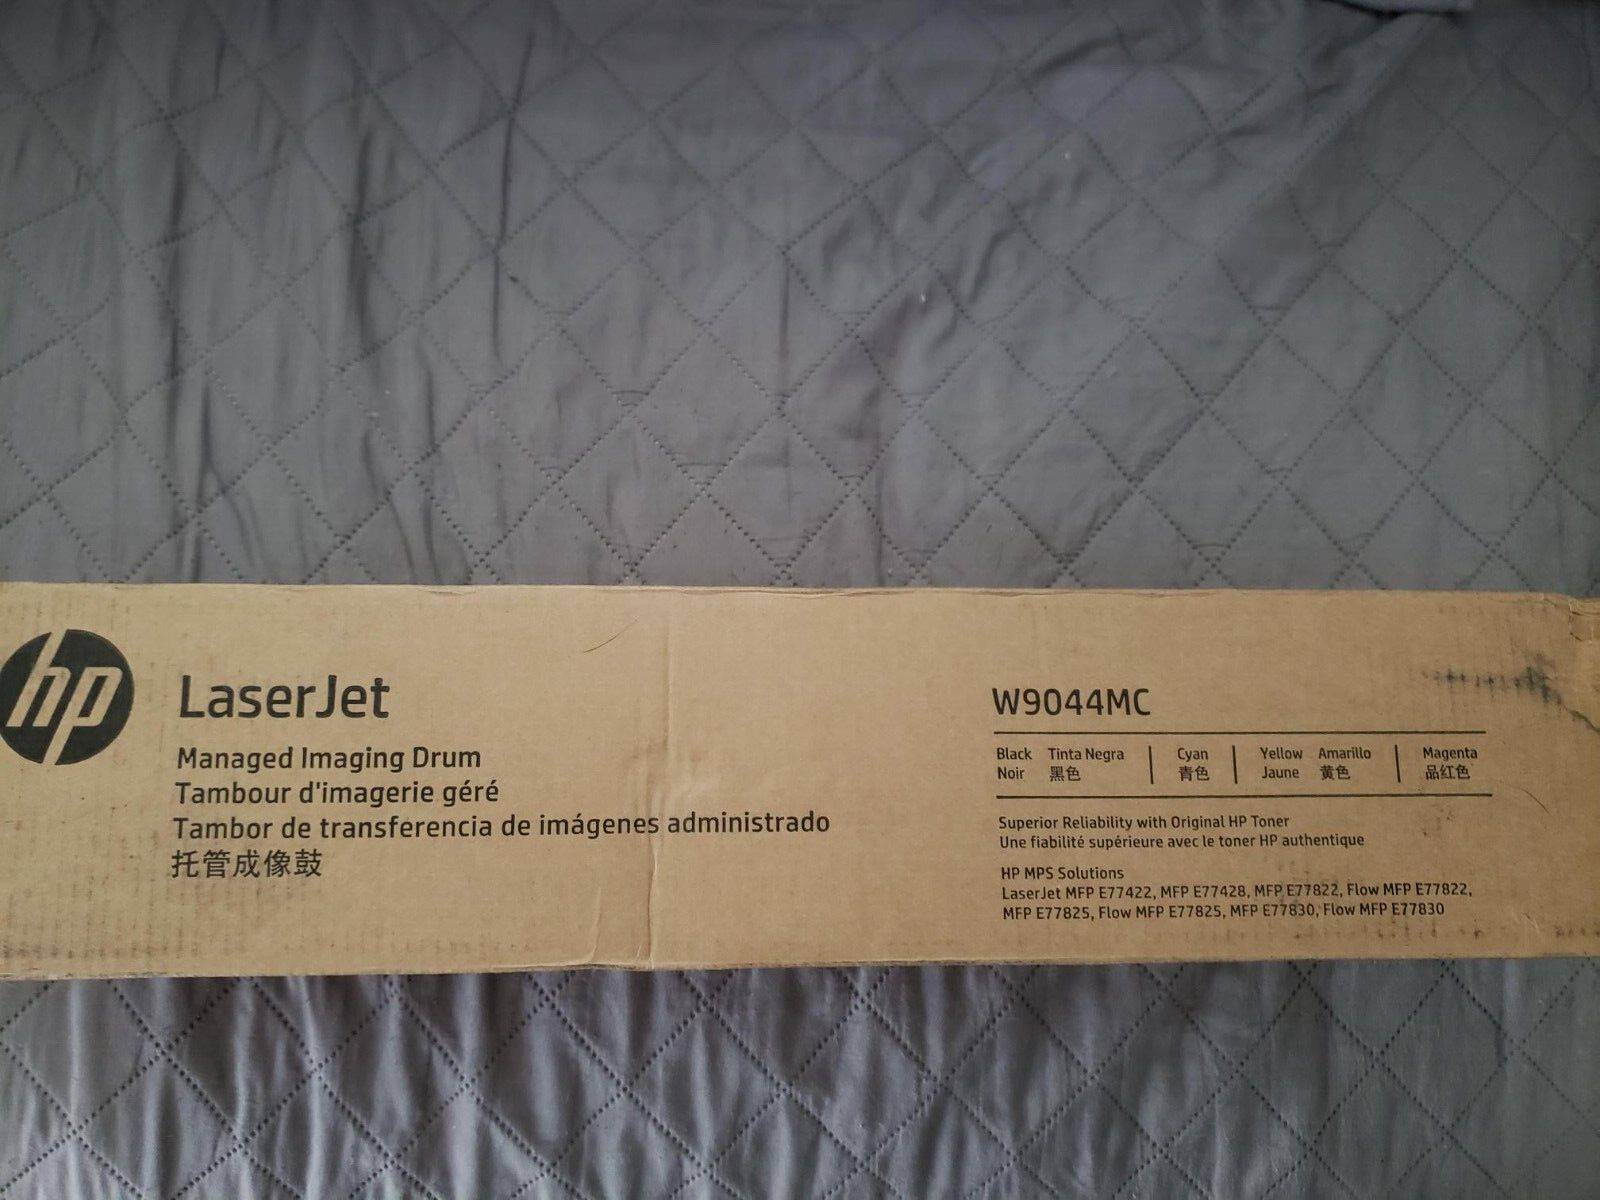 hp
LaserJet
Managed Imaging Drum
Tambour d'imagerie géré
Tambor de transferencia de imágenes administrado
托管成像鼓
W9044MC
Black Tinta Negra | Cyan | Yellow Amarillo | Magenta
Noir 黑色 | 青色 | Jaune 黄色 | 品红色
Superior Reliability with Original HP Toner
Une fiabilité supérieure avec le toner HP authentique
HP MPS Solutions
LaserJet MFP E77422, MFP E77428, MFP E77822, Flow MFP E77822,
MFP E77825, Flow MFP E77825, MFP E77830, Flow MFP E77830